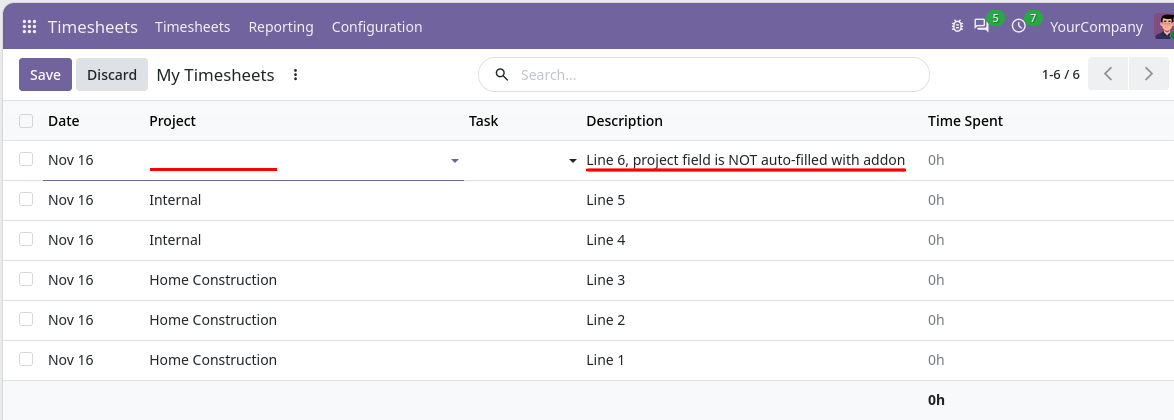 Timesheets Timesheets Reporting Configuration 5 7 YourCompany
Save Discard My Timesheets Search... 1-6 / 6
Date Project Task Description Time Spent
Nov 16 Line 6, project field is NOT auto-filled with addon 0h
Nov 16 Internal Line 5 0h
Nov 16 Internal Line 4 0h
Nov 16 Home Construction Line 3 0h
Nov 16 Home Construction Line 2 0h
Nov 16 Home Construction Line 1 0h
0h